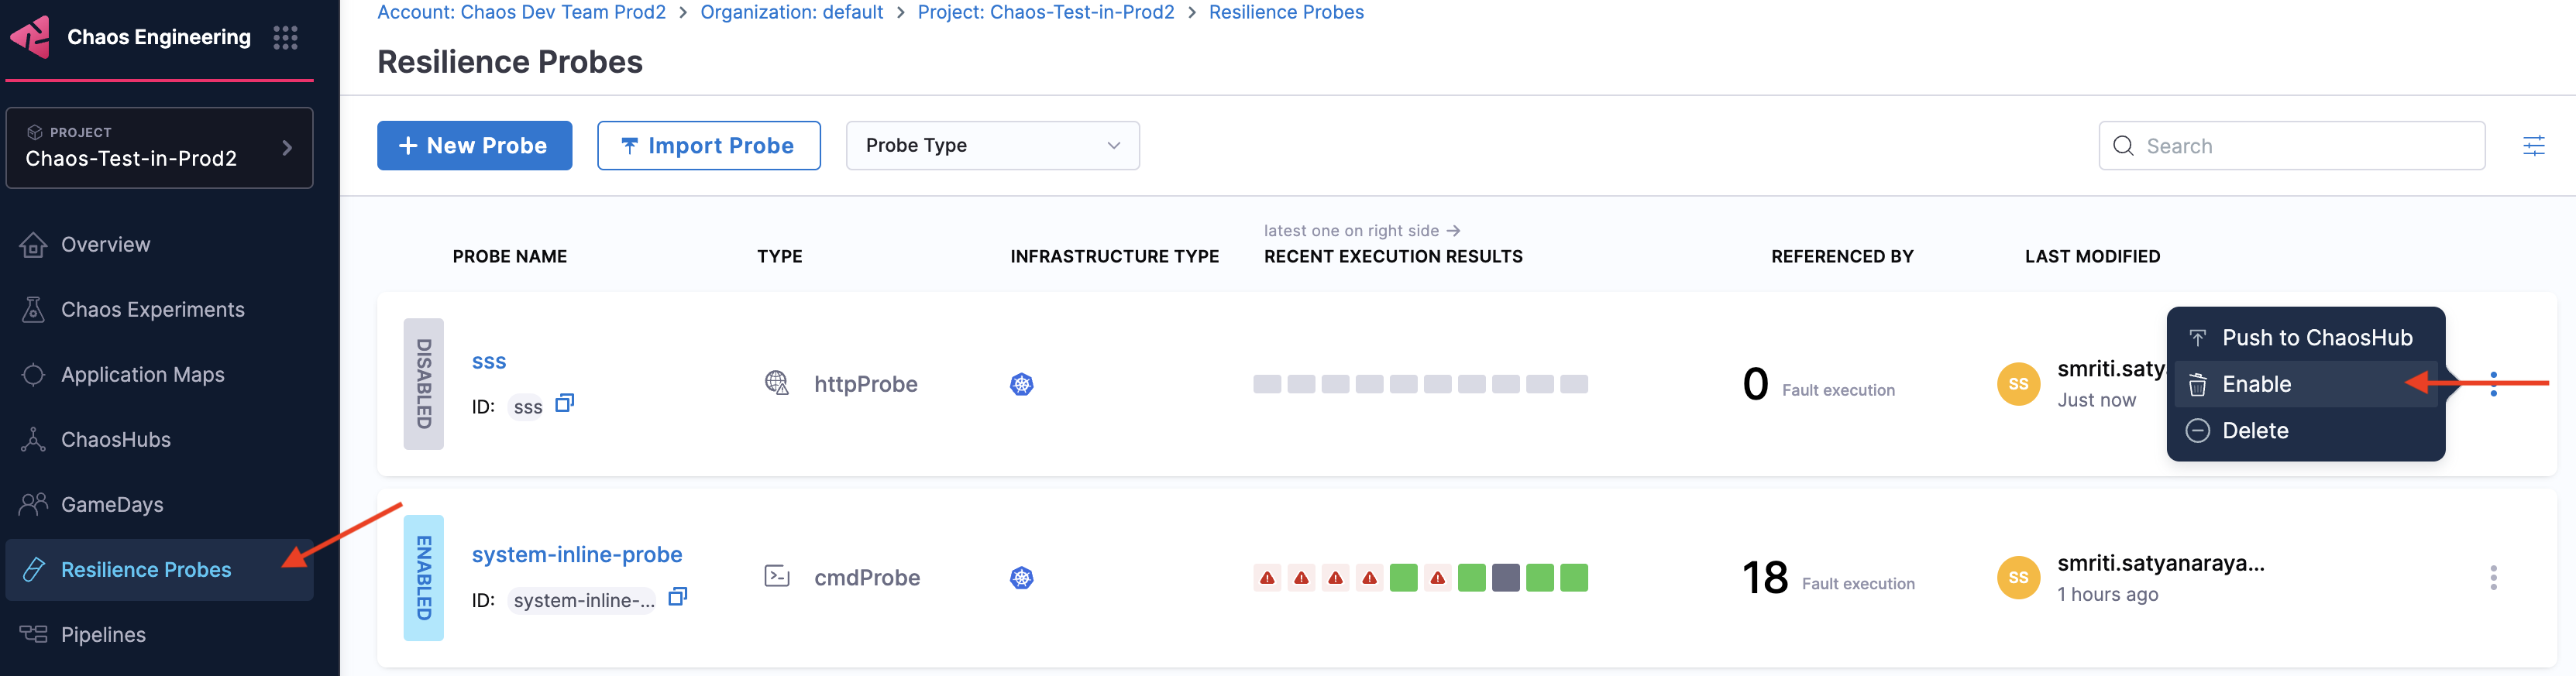 Chaos Engineering
PROJECT
Chaos-Test-in-Prod2
Overview
Chaos Experiments
Application Maps
ChaosHubs
GameDays
Resilience Probes
Pipelines
Account: Chaos Dev Team Prod2 > Organization: default > Project: Chaos-Test-in-Prod2 > Resilience Probes
Resilience Probes
+ New Probe
Import Probe
Probe Type
Search
latest one on right side →
PROBE NAME TYPE INFRASTRUCTURE TYPE RECENT EXECUTION RESULTS REFERENCED BY LAST MODIFIED
DISABLED
sss
ID: sss
httpProbe
0 Fault execution
SS
smriti.saty
Just now
Push to ChaosHub
Enable
Delete
ENABLED
system-inline-probe
ID: system-inline-...
cmdProbe
18 Fault execution
SS
smriti.satyanaraya...
1 hours ago